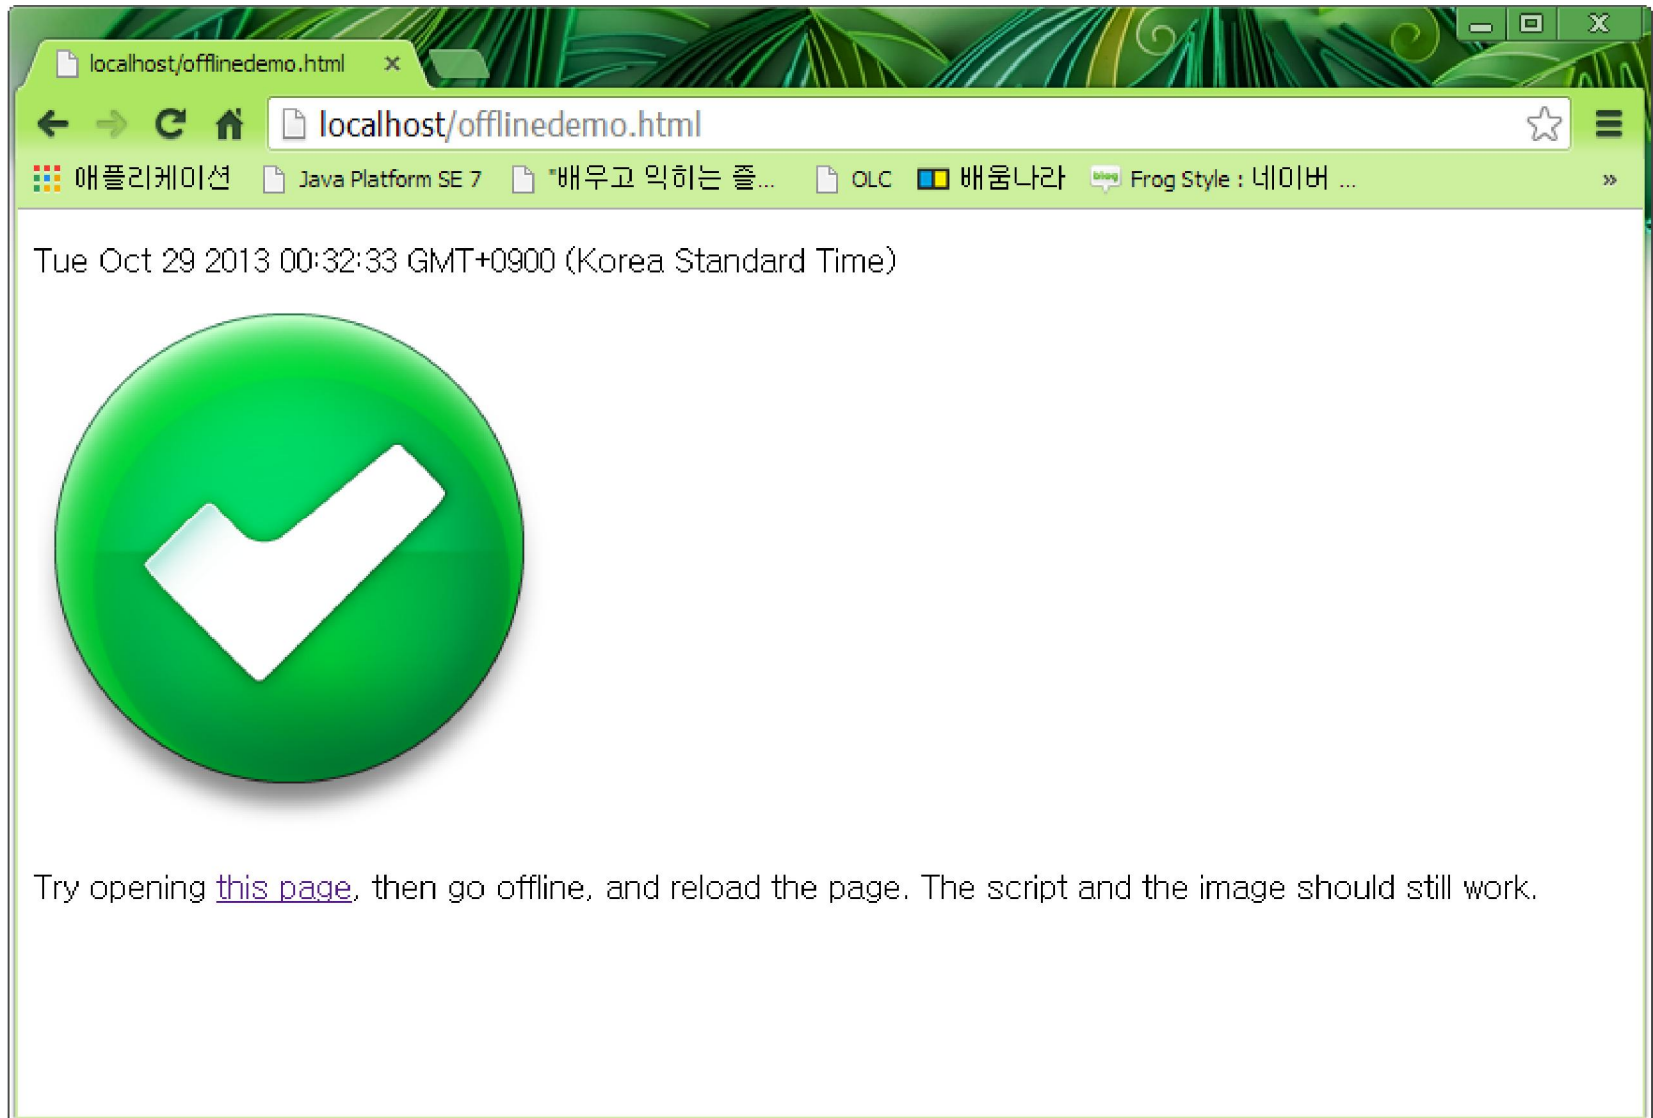 localhost/offlinedemo.html
localhost/offlinedemo.html
애플리케이션 Java Platform SE 7 "배우고 익히는 즐... OLC 배움나라 blog Frog Style : 네이버 ... »
Tue Oct 29 2013 00:32:33 GMT+0900 (Korea Standard Time)
Try opening this page, then go offline, and reload the page. The script and the image should still work.